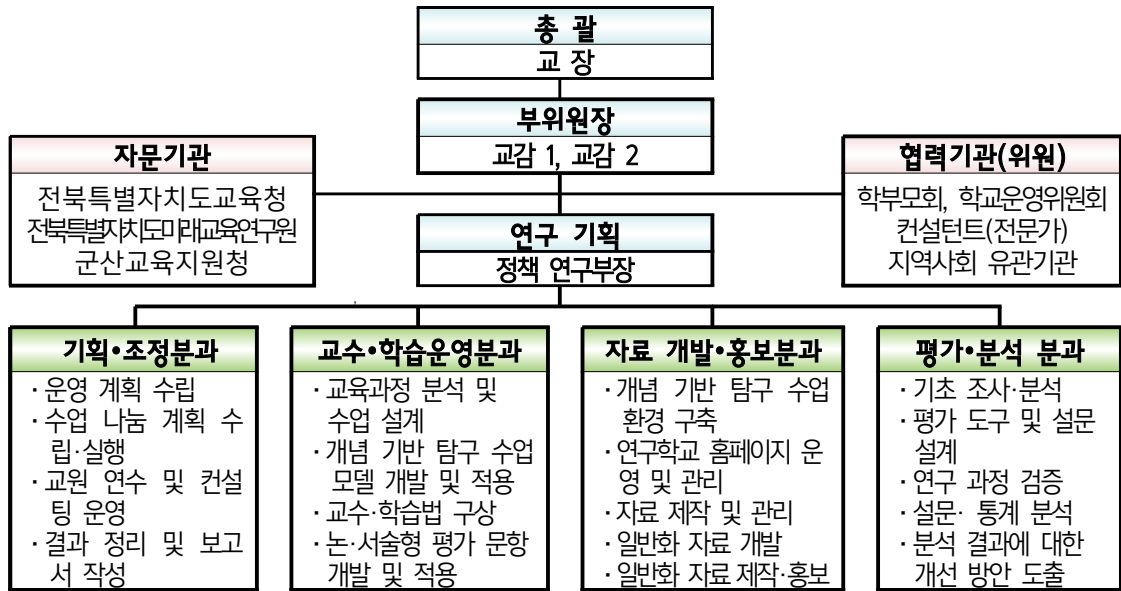 총 괄
교 장
부위원장
교감 1, 교감 2
자문기관
전북특별자치도교육청
전북특별자치도미래교육연구원
군산교육지원청
협력기관(위원)
학부모회, 학교운영위원회
컨설턴트(전문가)
지역사회 유관기관
연구 기획
정책 연구부장
기획•조정분과
· 운영 계획 수립
· 수업 나눔 계획 수
립·실행
· 교원 연수 및 컨설
팅 운영
· 결과 정리 및 보고
서 작성
교수•학습운영분과
· 교육과정 분석 및
수업 설계
· 개념 기반 탐구 수업
모델 개발 및 적용
· 교수·학습법 구상
· 논·서술형 평가 문항
개발 및 적용
자료 개발•홍보분과
· 개념 기반 탐구 수업
환경 구축
· 연구학교 홈페이지 운
영 및 관리
· 자료 제작 및 관리
· 일반화 자료 개발
· 일반화 자료 제작·홍보
평가•분석 분과
· 기초 조사·분석
· 평가 도구 및 설문
설계
· 연구 과정 검증
· 설문· 통계 분석
· 분석 결과에 대한
개선 방안 도출